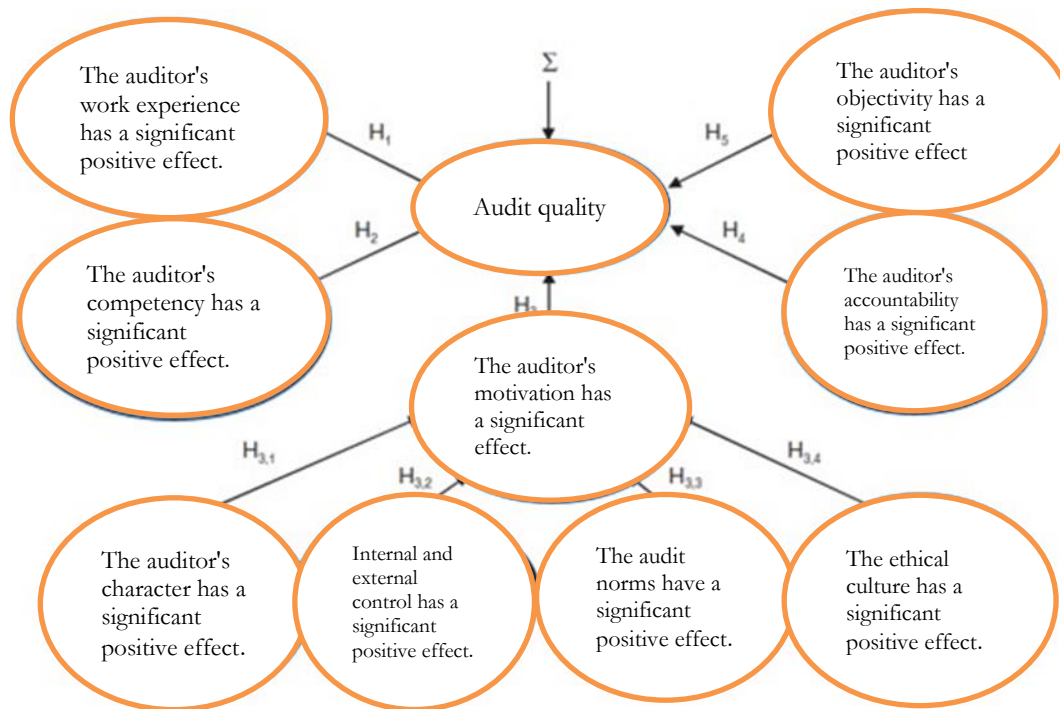 The auditor's
work experience
has a significant
positive effect.
H1
Σ
H5
The auditor's
objectivity has a
significant
positive effect
Audit quality
The auditor's
competency has a
significant
positive effect.
H2
H4
The auditor's
accountability
has a significant
positive effect.
The auditor's
motivation has
a significant
effect.
H3,1
H3,2
H3,3
H3,4
The auditor's
character has a
significant
positive effect.
Internal and
external
control has a
significant
positive effect.
The audit
norms have a
significant
positive effect.
The ethical
culture has a
significant
positive effect.